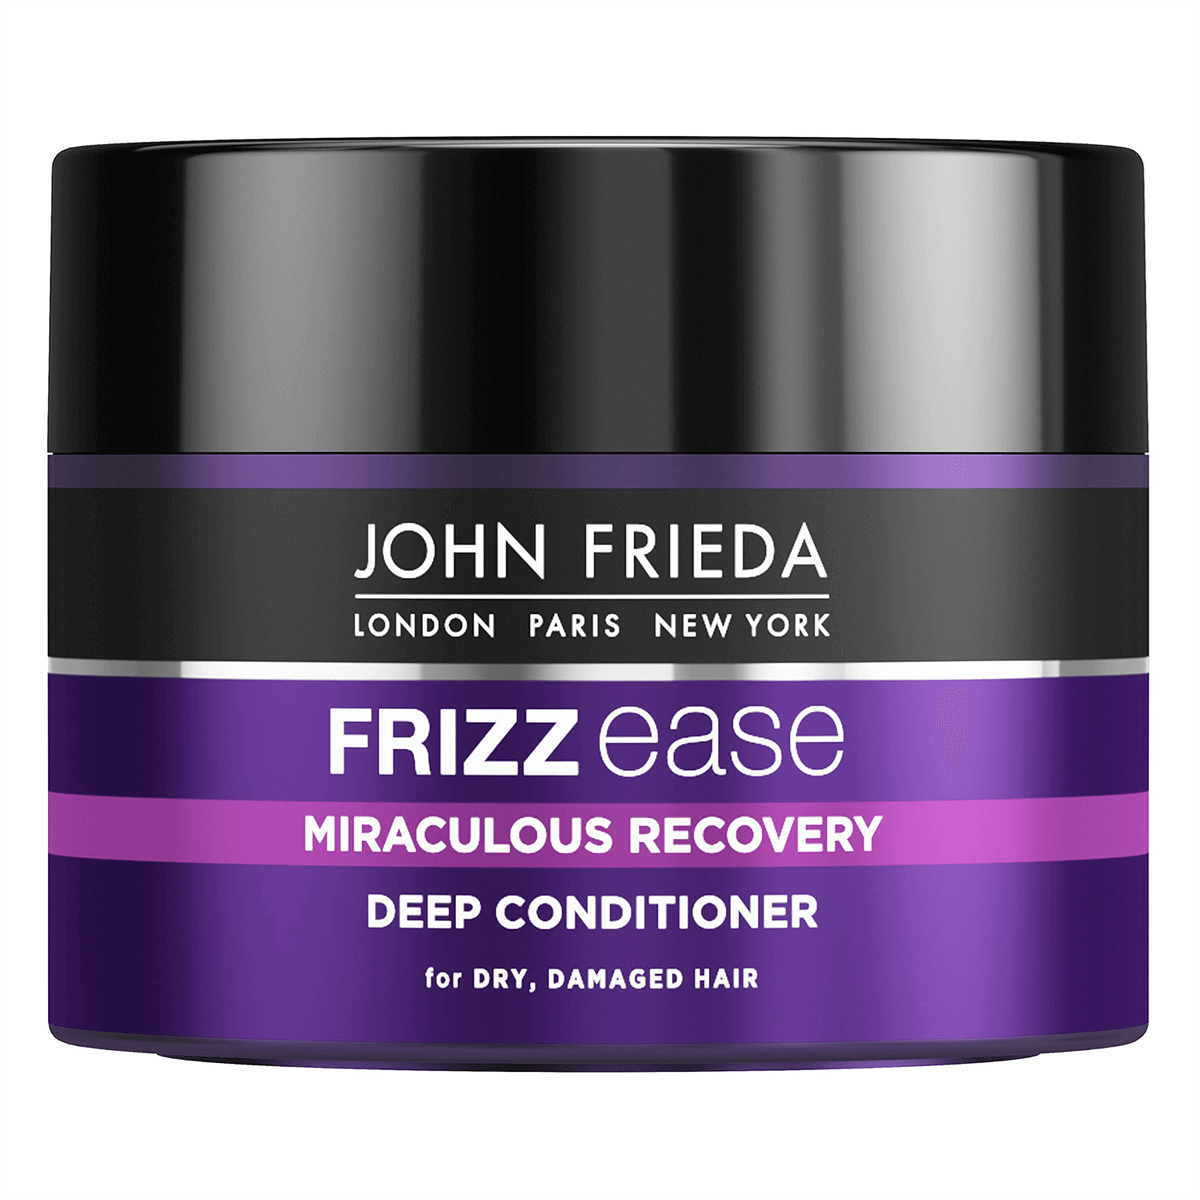 JOHN FRIEDA
LONDON PARIS NEW YORK
FRIZZ ease
MIRACULOUS RECOVERY
DEEP CONDITIONER
for DRY, DAMAGED HAIR